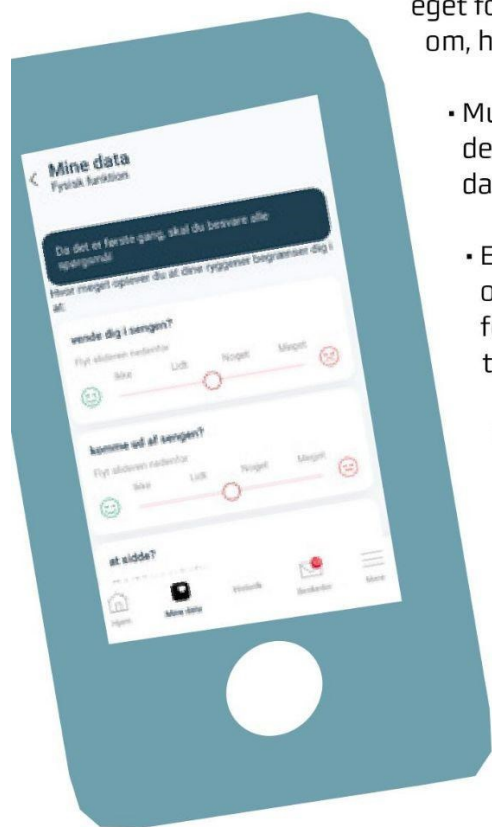 eget fo
om, h
• Mu
de
da
• E
o
f
t
< Mine data
Fysisk funktion
Da det er første gang, skal du besvare alle
spørgsmål
Hvor meget oplever du at dine ryggener begrænser dig i
at:
vende dig i sengen?
Flyt slideren nedenfor
Ikke Lidt Noget Meget
komme ud af sengen?
Flyt slideren nedenfor
Ikke Lidt Noget Meget
at sidde?
Hjem Mine data Historik Beskeder Mere